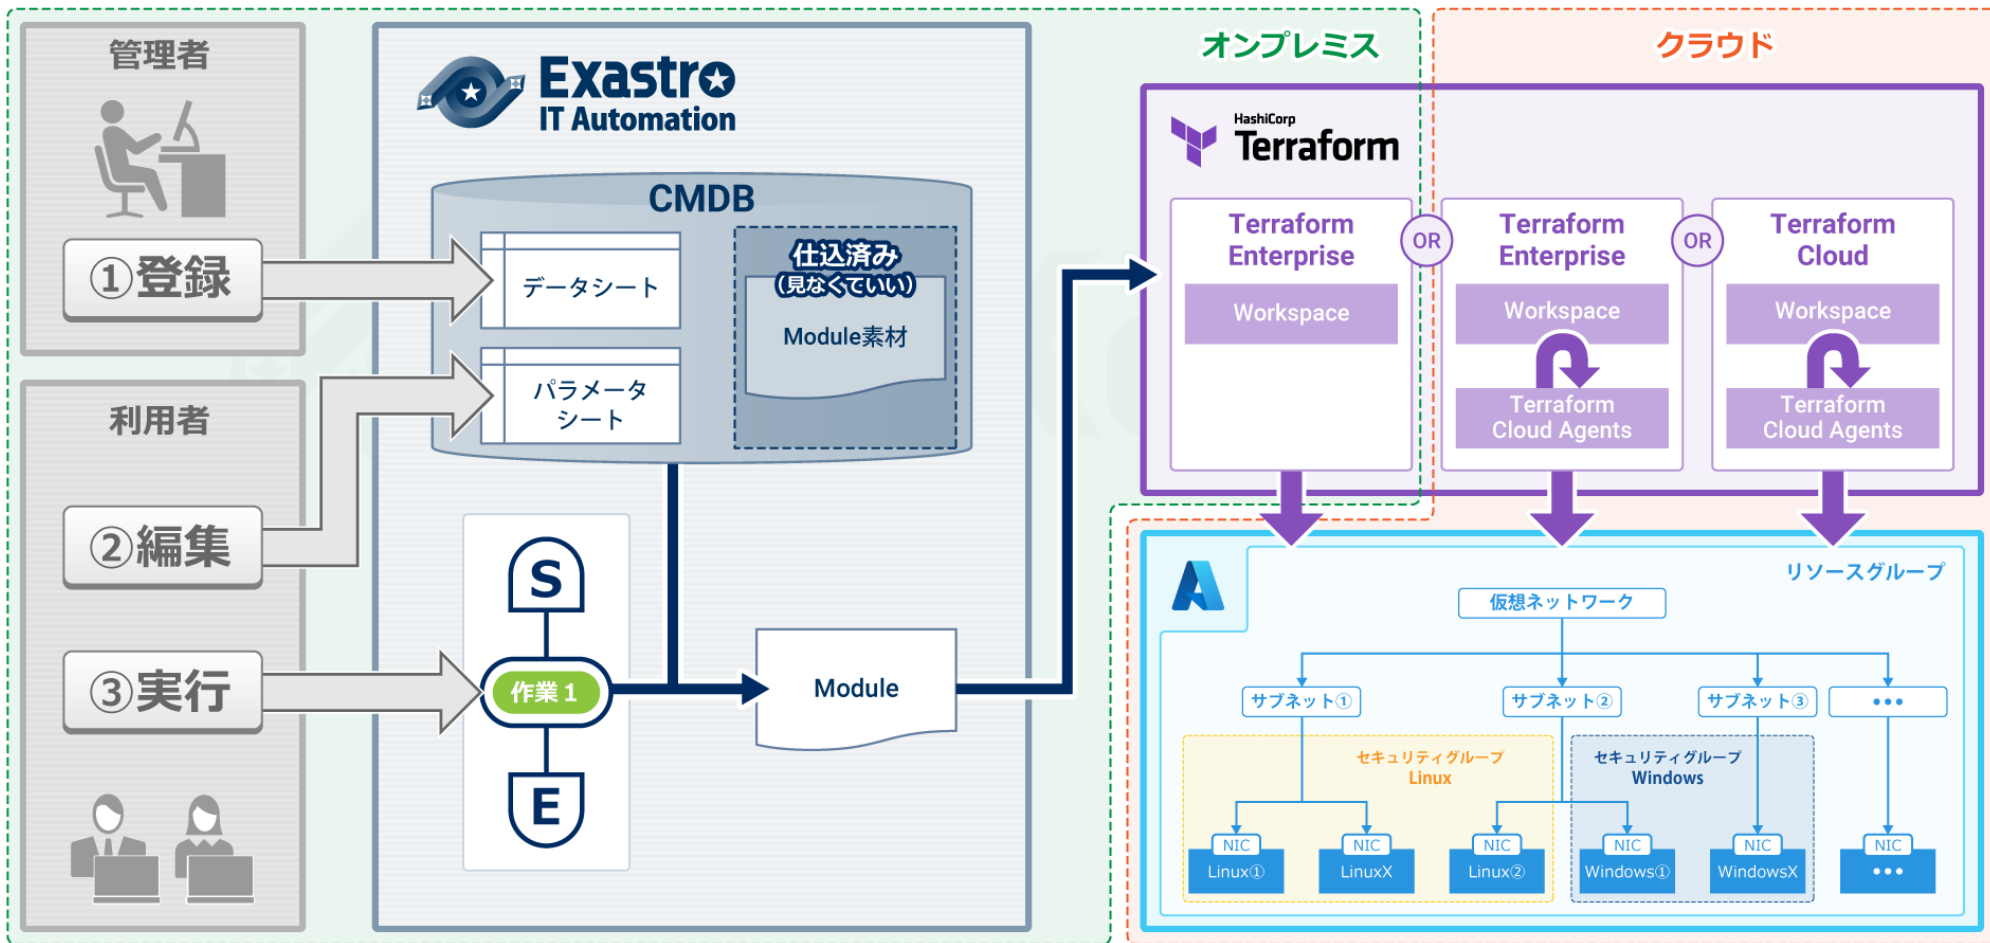 管理者
①登録
利用者
②編集
③実行
Exastro
IT Automation
CMDB
データシート
パラメータ
シート
仕込済み
（見なくていい）
Module素材
S
作業 1
E
Module
オンプレミス
クラウド
HashiCorp
Terraform
Terraform
Enterprise
Workspace
OR
Terraform
Enterprise
Workspace
Terraform
Cloud Agents
OR
Terraform
Cloud
Workspace
Terraform
Cloud Agents
リソースグループ
仮想ネットワーク
サブネット①
サブネット②
サブネット③
•••
セキュリティグループ
Linux
セキュリティグループ
Windows
NIC
Linux①
NIC
LinuxX
NIC
Linux②
NIC
Windows①
NIC
WindowsX
NIC
•••